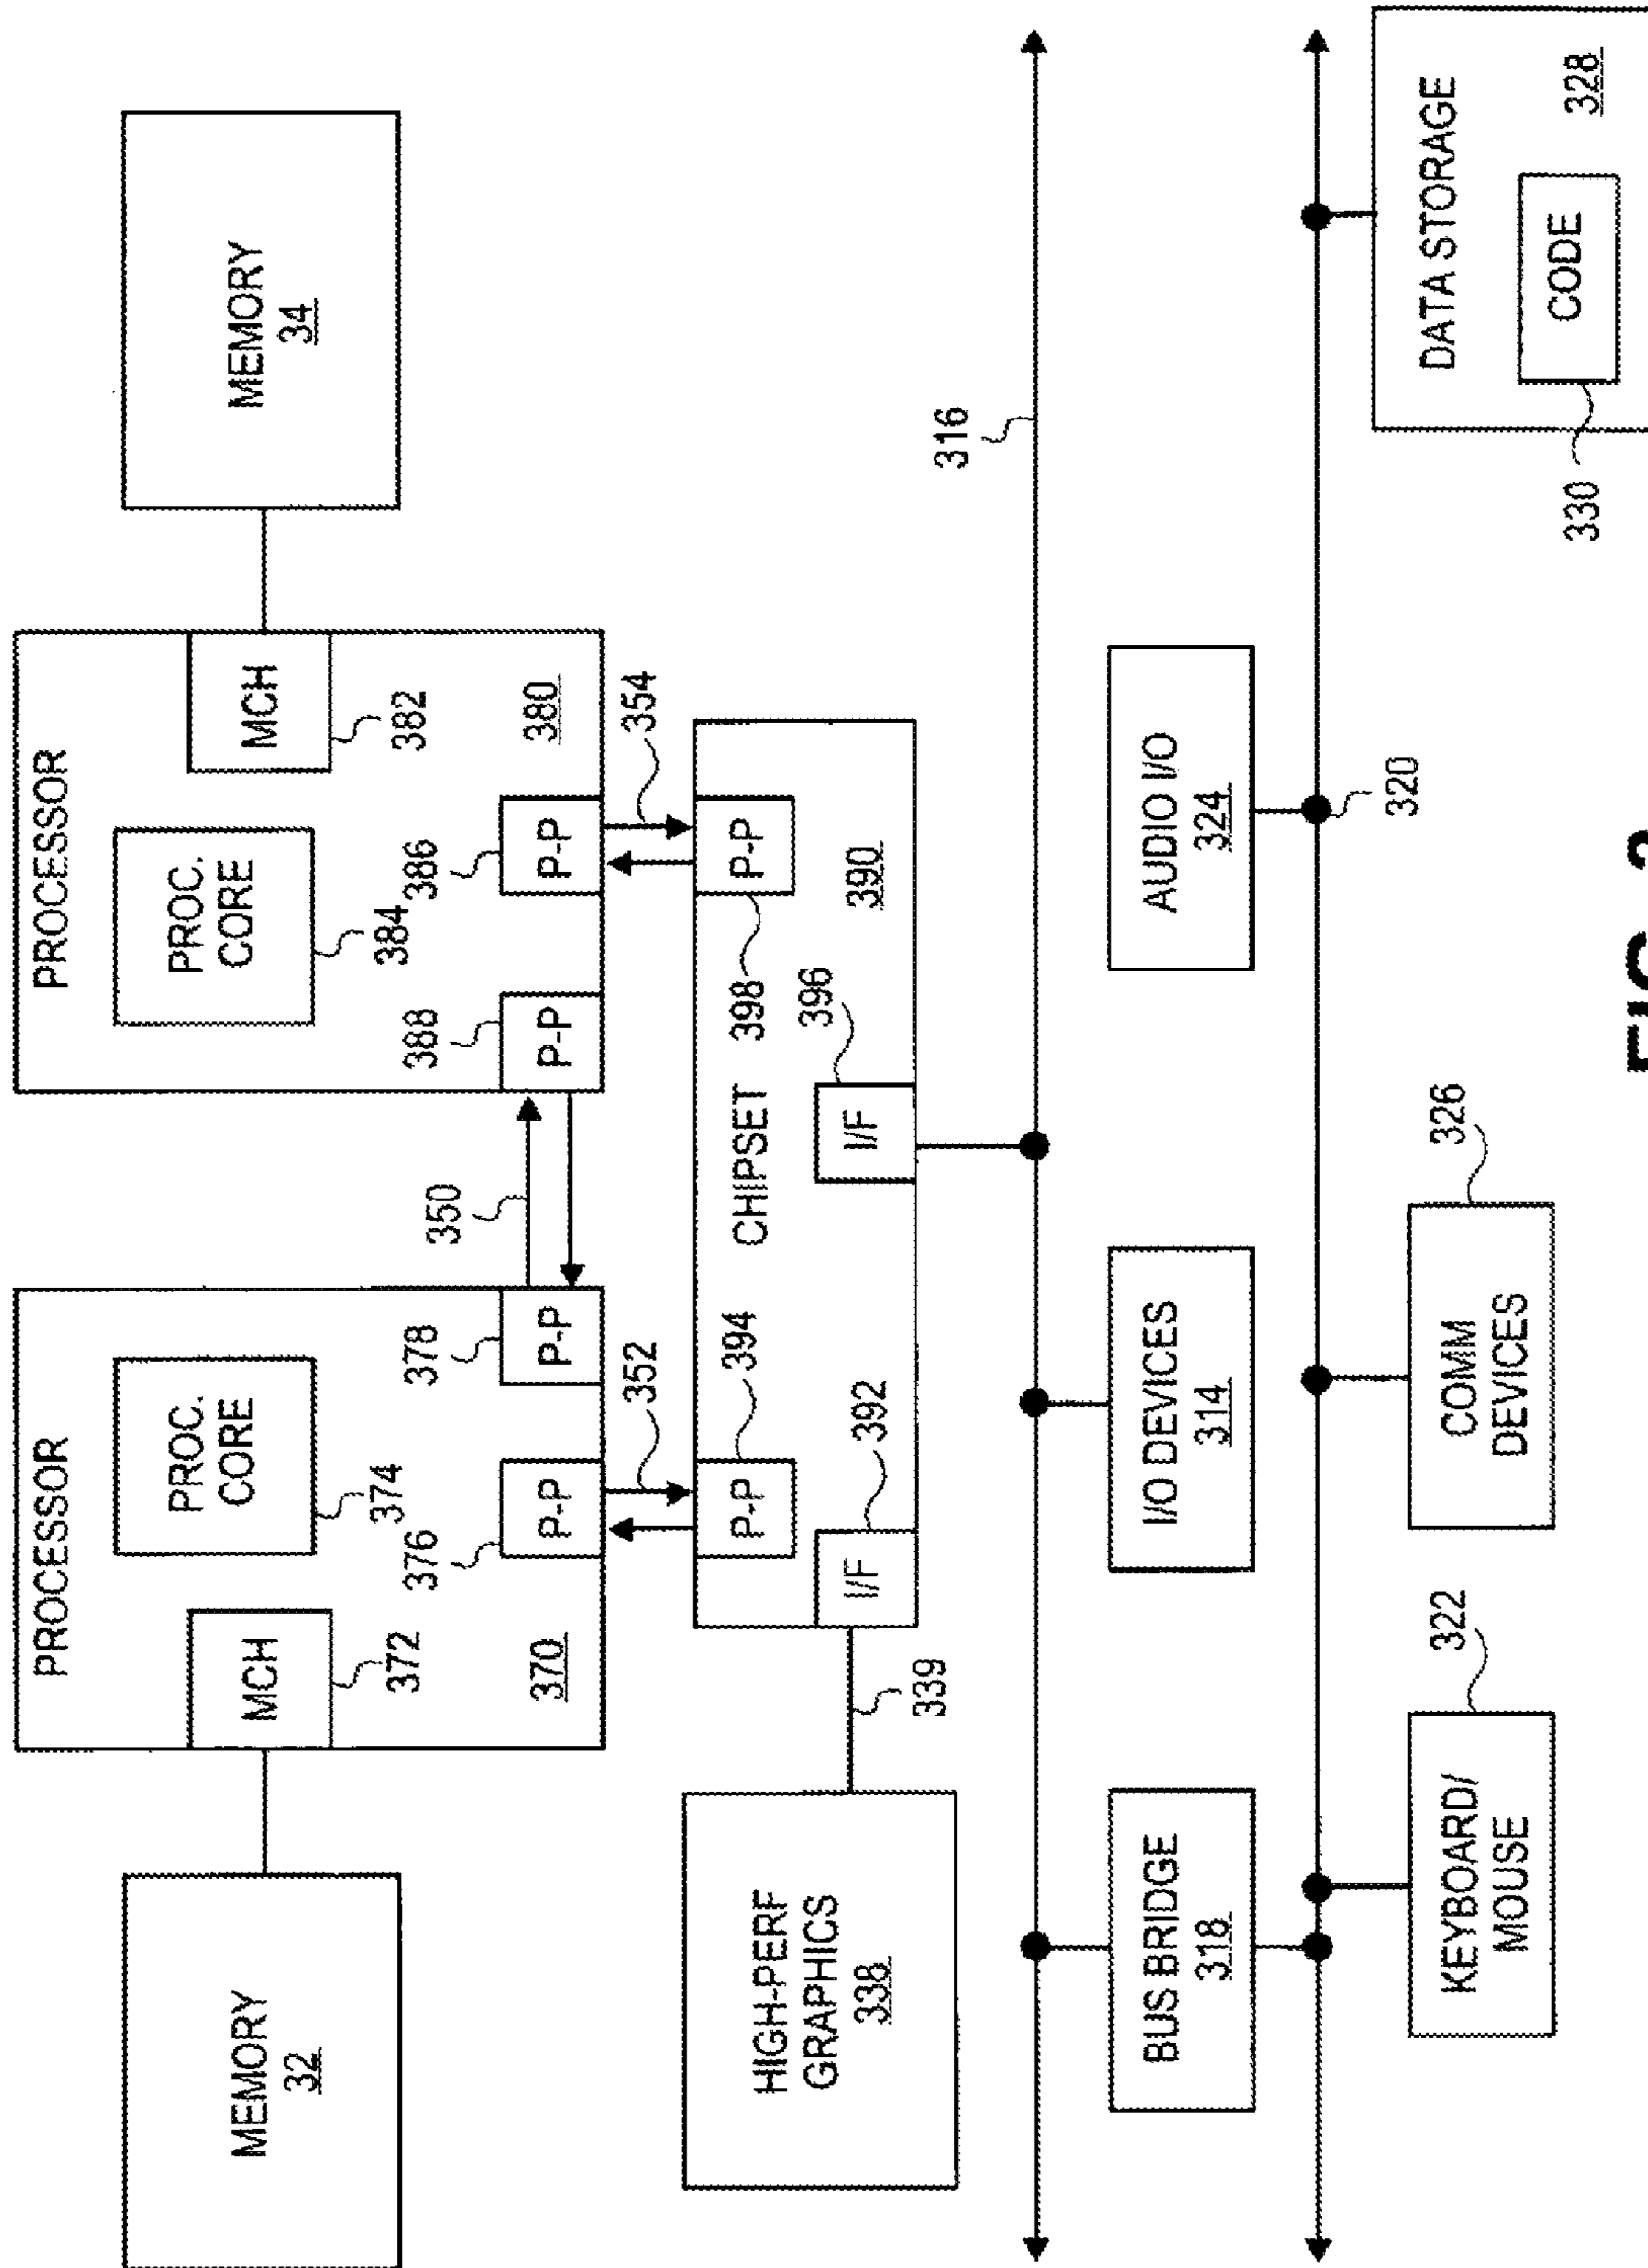 PROCESSOR
PROCESSOR
MEMORY
32
MCH
372
PROC.
CORE
374
370
376
P-P
378
P-P
350
388
P-P
PROC.
CORE
384
386
P-P
MCH
382
380
MEMORY
34
352
354
HIGH-PERF
GRAPHICS
338
339
I/F
392
P-P
394
CHIPSET
398
P-P
390
I/F
396
316
BUS BRIDGE
318
I/O DEVICES
314
AUDIO I/O
324
320
KEYBOARD/
MOUSE
322
COMM
DEVICES
326
DATA STORAGE
328
CODE
330
FIG.